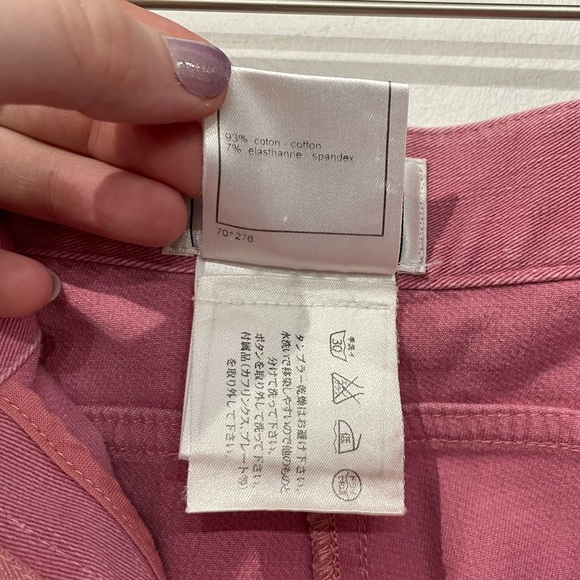 93% coton - cotton
7% elasthanne - spandex
手洗イ
30
タンブラー乾燥はお避け下さい。
水洗いで移染しやすいので他のものと
分けて洗って下さい。
ボタンを取り外して洗って下さい。
付属品(カフリンクス、プレート等)
を取り外して下さい。